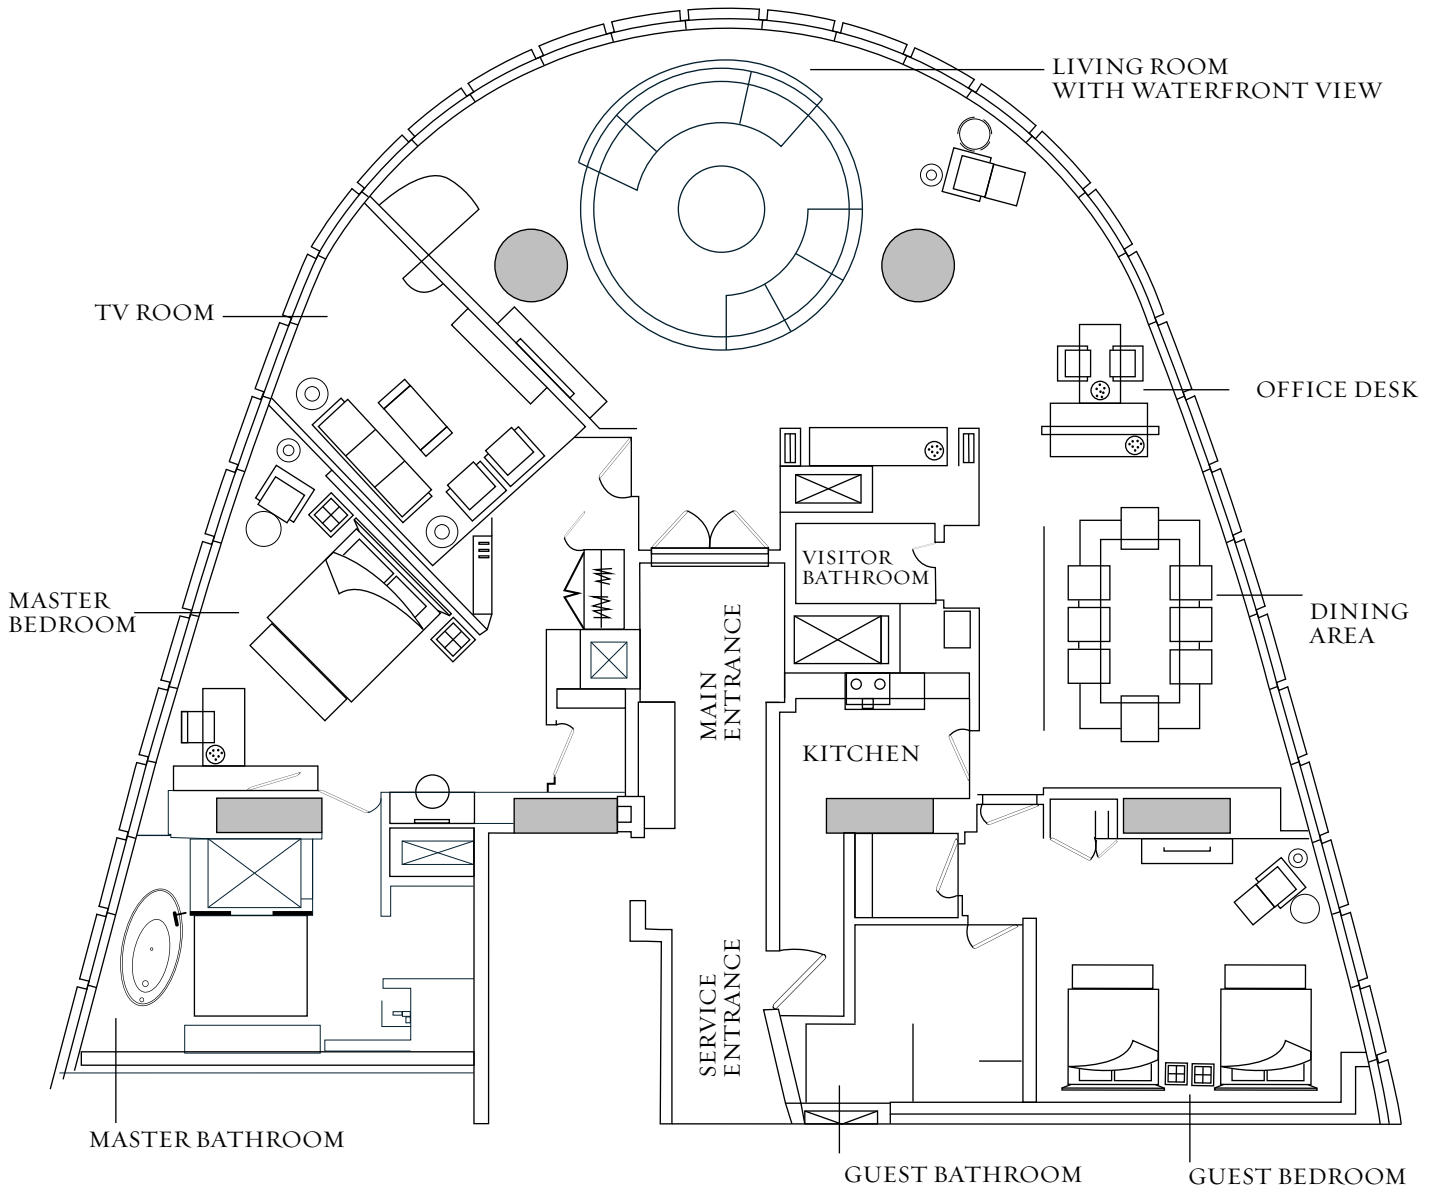 LIVING ROOM
WITH WATERFRONT VIEW
TV ROOM
OFFICE DESK
VISITOR
BATHROOM
MASTER
BEDROOM
DINING
AREA
MAIN
ENTRANCE
KITCHEN
SERVICE
ENTRANCE
MASTER BATHROOM
GUEST BATHROOM
GUEST BEDROOM